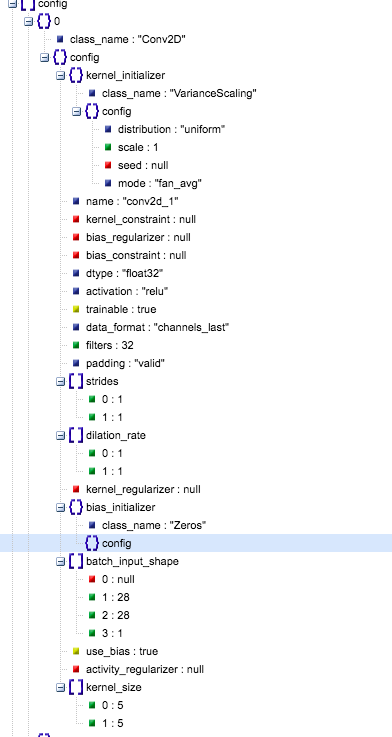 config
0
class_name : "Conv2D"
config
kernel_initializer
class_name : "VarianceScaling"
config
distribution : "uniform"
scale : 1
seed : null
mode : "fan_avg"
name : "conv2d_1"
kernel_constraint : null
bias_regularizer : null
bias_constraint : null
dtype : "float32"
activation : "relu"
trainable : true
data_format : "channels_last"
filters : 32
padding : "valid"
strides
0 : 1
1 : 1
dilation_rate
0 : 1
1 : 1
kernel_regularizer : null
bias_initializer
class_name : "Zeros"
config
batch_input_shape
0 : null
1 : 28
2 : 28
3 : 1
use_bias : true
activity_regularizer : null
kernel_size
0 : 5
1 : 5